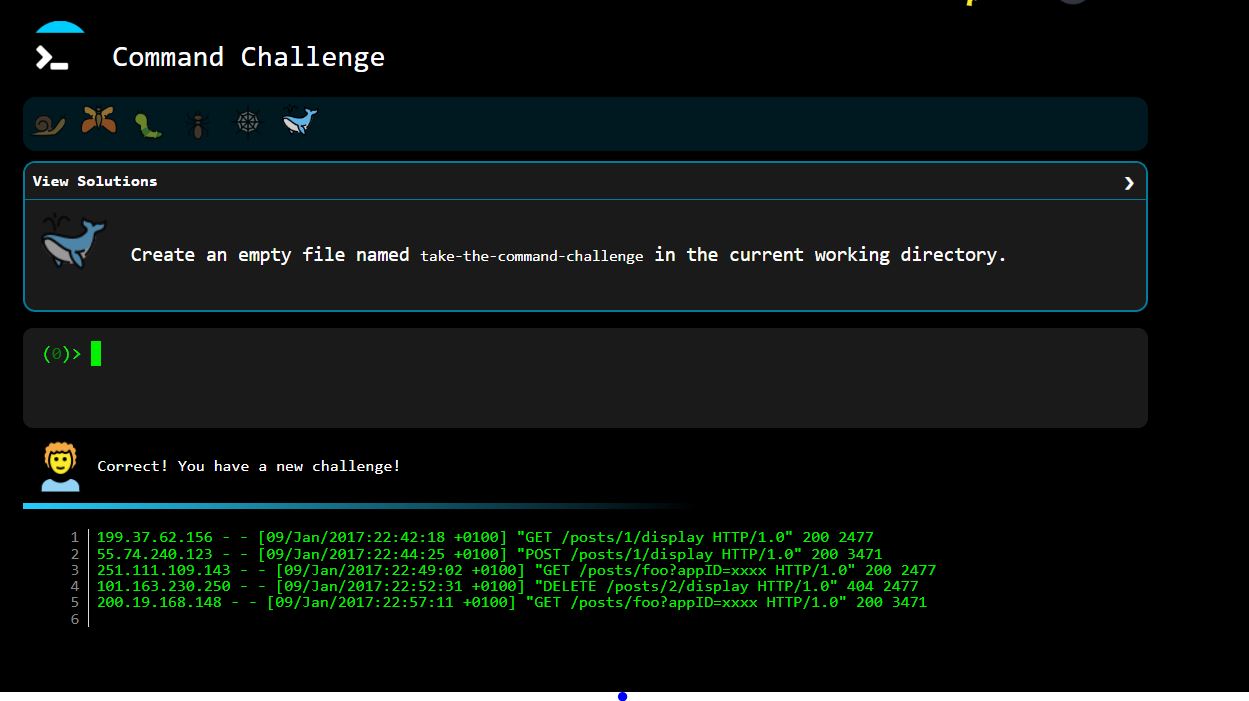 Command Challenge
View Solutions
Create an empty file named take-the-command-challenge in the current working directory.
(0)>
Correct! You have a new challenge!
1 199.37.62.156 - - [09/Jan/2017:22:42:18 +0100] "GET /posts/1/display HTTP/1.0" 200 2477
2 55.74.240.123 - - [09/Jan/2017:22:44:25 +0100] "POST /posts/1/display HTTP/1.0" 200 3471
3 251.111.109.143 - - [09/Jan/2017:22:49:02 +0100] "GET /posts/foo?appID=xxxx HTTP/1.0" 200 2477
4 101.163.230.250 - - [09/Jan/2017:22:52:31 +0100] "DELETE /posts/2/display HTTP/1.0" 404 2477
5 200.19.168.148 - - [09/Jan/2017:22:57:11 +0100] "GET /posts/foo?appID=xxxx HTTP/1.0" 200 3471
6